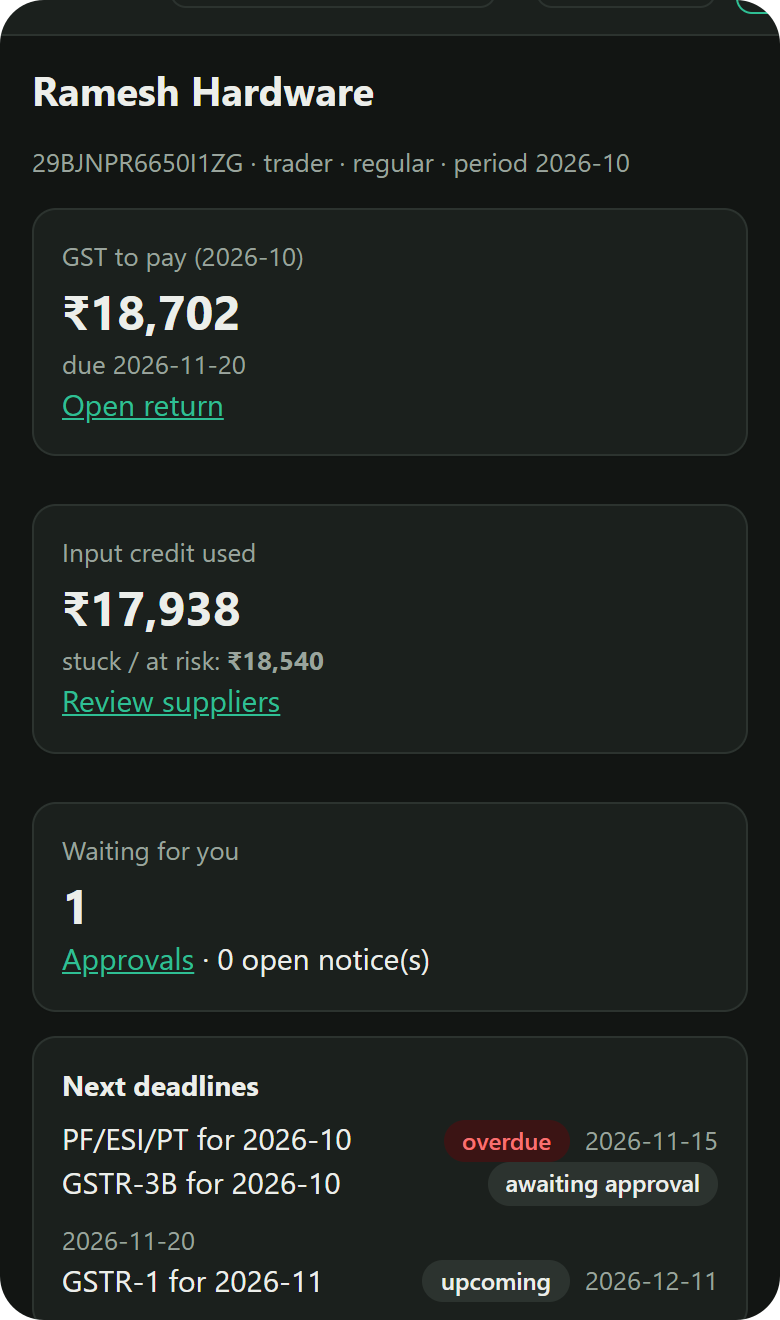 Ramesh Hardware
29BJNPR6650I1ZG · trader · regular · period 2026-10
GST to pay (2026-10)
₹18,702
due 2026-11-20
Open return
Input credit used
₹17,938
stuck / at risk: ₹18,540
Review suppliers
Waiting for you
1
Approvals · 0 open notice(s)
Next deadlines
PF/ESI/PT for 2026-10 overdue 2026-11-15
GSTR-3B for 2026-10 awaiting approval
2026-11-20
GSTR-1 for 2026-11 upcoming 2026-12-11